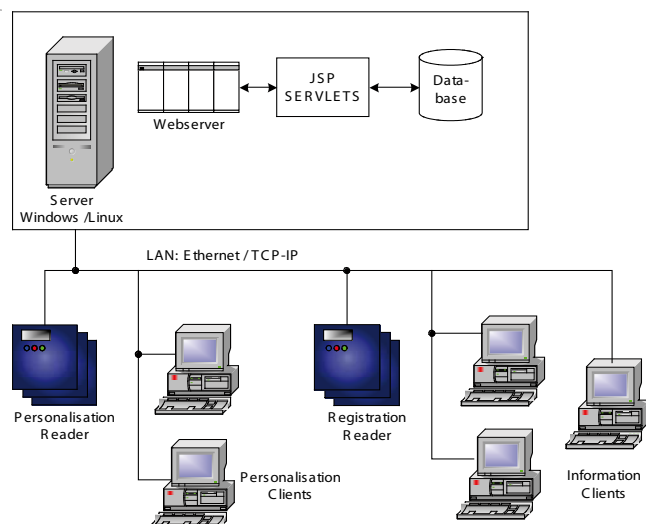 JSP
SERVLETS
Data-
base
Webserver
Server
Windows /Linux
LAN: Ethernet / TCP-IP
Personalisation
Reader
Registration
Reader
Personalisation
Clients
Information
Clients